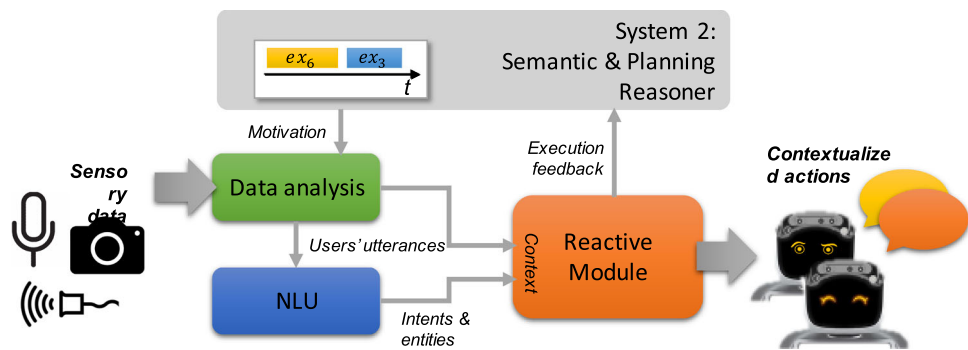 System 2:
Semantic & Planning
Reasoner
ex₆ ex₃
t
Motivation
Execution
feedback
Senso
ry
data
Data analysis
Users' utterances
NLU
Intents &
entities
Context
Reactive
Module
Contextualize
d actions